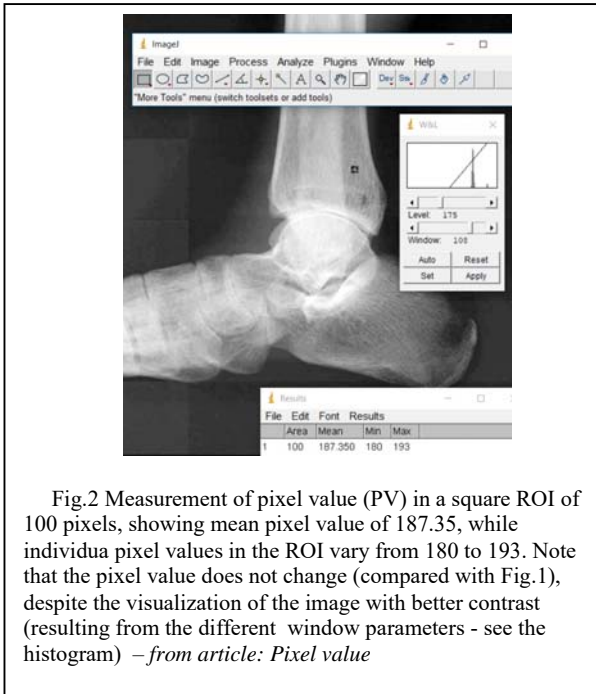 ImageJ
File Edit Image Process Analyze Plugins Window Help
A Dev Stk
"More Tools" menu (switch toolsets or add tools)
W&L
Level: 175
Window: 108
Auto Reset
Set Apply
Results
File Edit Font Results
Area Mean Min Max
1 100 187.350 180 193
Fig.2 Measurement of pixel value (PV) in a square ROI of
100 pixels, showing mean pixel value of 187.35, while
individua pixel values in the ROI vary from 180 to 193. Note
that the pixel value does not change (compared with Fig.1),
despite the visualization of the image with better contrast
(resulting from the different window parameters - see the
histogram) – from article: Pixel value